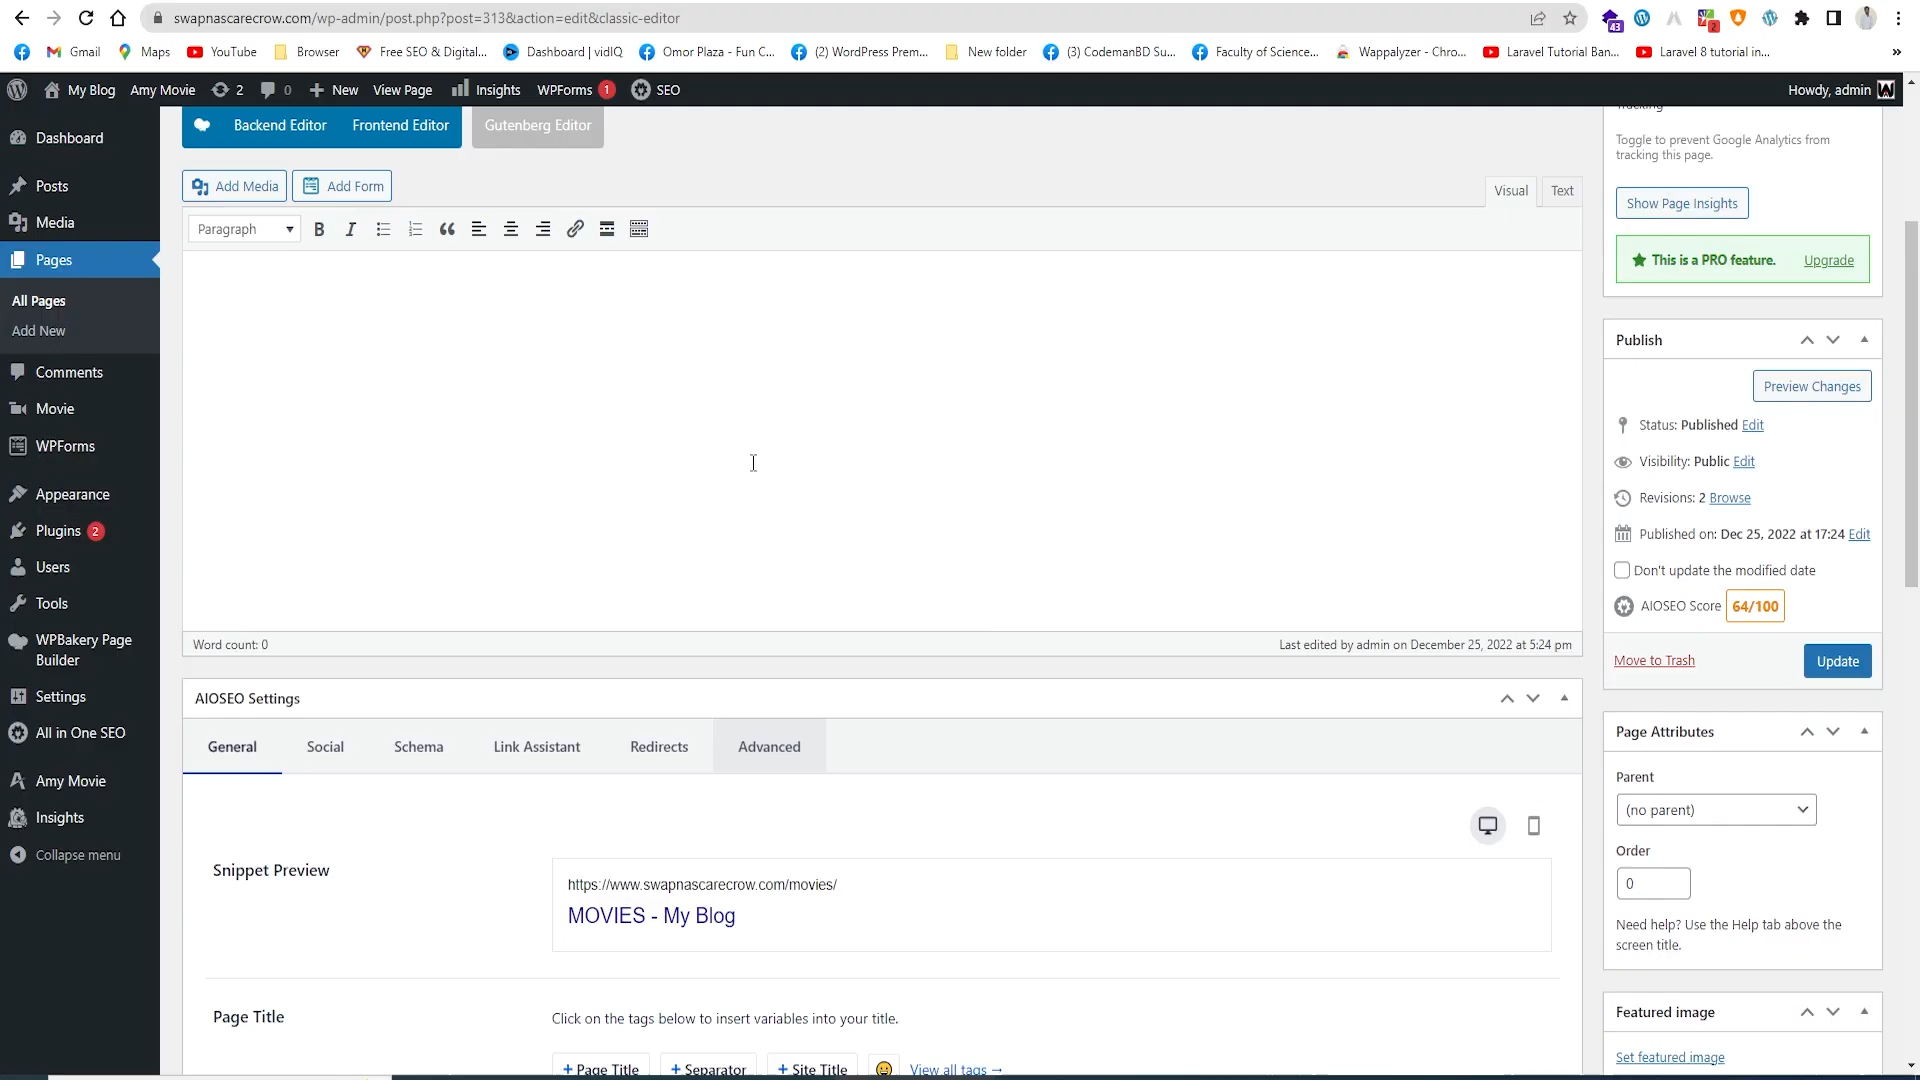 swapnascarecrow.com/wp-admin/post.php?post=313&action=edit&classic-editor
43
2
Gmail
Maps
YouTube
Browser
Free SEO & Digital...
Dashboard | vidIQ
Omor Plaza - Fun C...
(2) WordPress Prem...
New folder
(3) CodemanBD Su...
Faculty of Science...
Wappalyzer - Chro...
Laravel Tutorial Ban...
Laravel 8 tutorial in...
»
My Blog
Amy Movie
2
0
New
View Page
Insights
WPForms 1
SEO
Howdy, admin
Dashboard
Posts
Media
Pages
All Pages
Add New
Comments
Movie
WPForms
Appearance
Plugins 2
Users
Tools
WPBakery Page
Builder
Settings
All in One SEO
Amy Movie
Insights
Collapse menu
Backend Editor
Frontend Editor
Gutenberg Editor
Add Media
Add Form
Visual
Text
Paragraph
Word count: 0
Last edited by admin on December 25, 2022 at 5:24 pm
AIOSEO Settings
General
Social
Schema
Link Assistant
Redirects
Advanced
Snippet Preview
https://www.swapnascarecrow.com/movies/
MOVIES - My Blog
Page Title
Click on the tags below to insert variables into your title.
+ Page Title
+ Separator
+ Site Title
View all tags →
Tracking
Toggle to prevent Google Analytics from
tracking this page.
Show Page Insights
This is a PRO feature.
Upgrade
Publish
Preview Changes
Status: Published Edit
Visibility: Public Edit
Revisions: 2 Browse
Published on: Dec 25, 2022 at 17:24 Edit
Don't update the modified date
AIOSEO Score 64/100
Move to Trash
Update
Page Attributes
Parent
(no parent)
Order
0
Need help? Use the Help tab above the
screen title.
Featured image
Set featured image